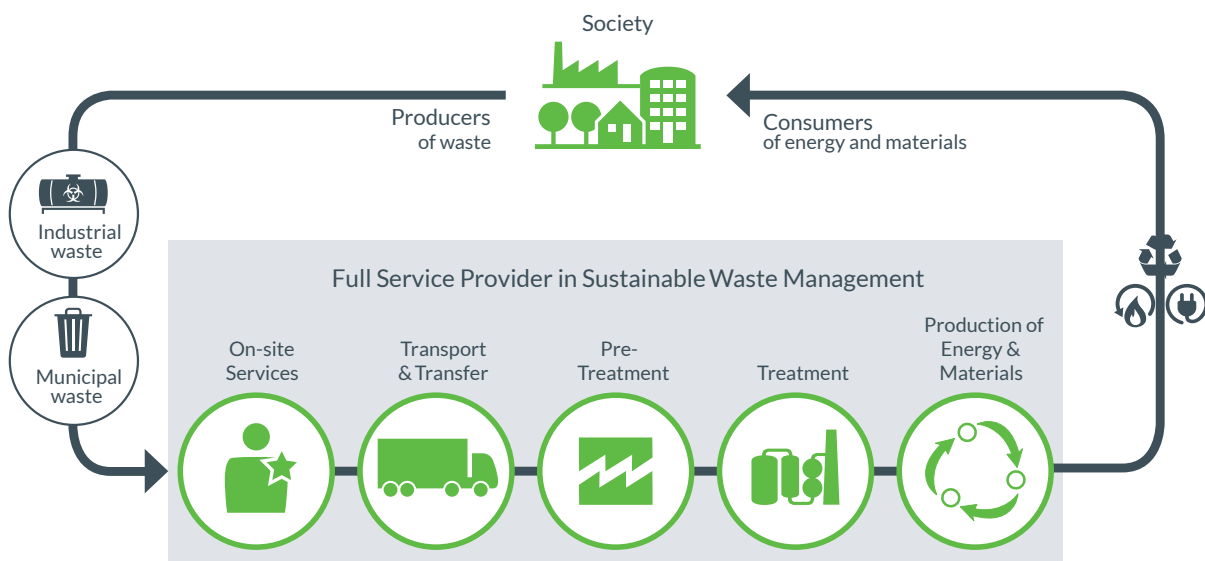 Society
Producers
of waste
Consumers
of energy and materials
Industrial
waste
Municipal
waste
Full Service Provider in Sustainable Waste Management
On-site
Services
Transport
& Transfer
Pre-
Treatment
Treatment
Production of
Energy &
Materials